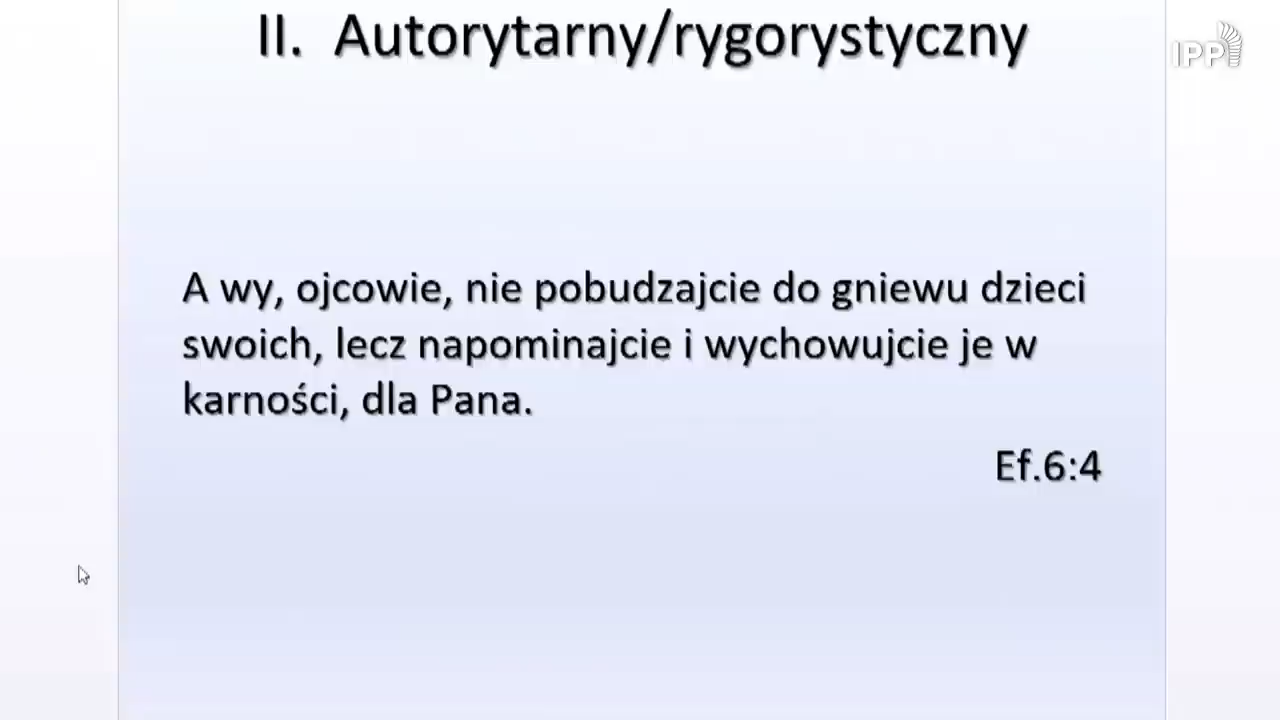 II. Autorytarny/rygorystyczny
IPP
A wy, ojcowie, nie pobudzajcie do gniewu dzieci
swoich, lecz napominajcie i wychowujcie je w
karności, dla Pana.
Ef.6:4